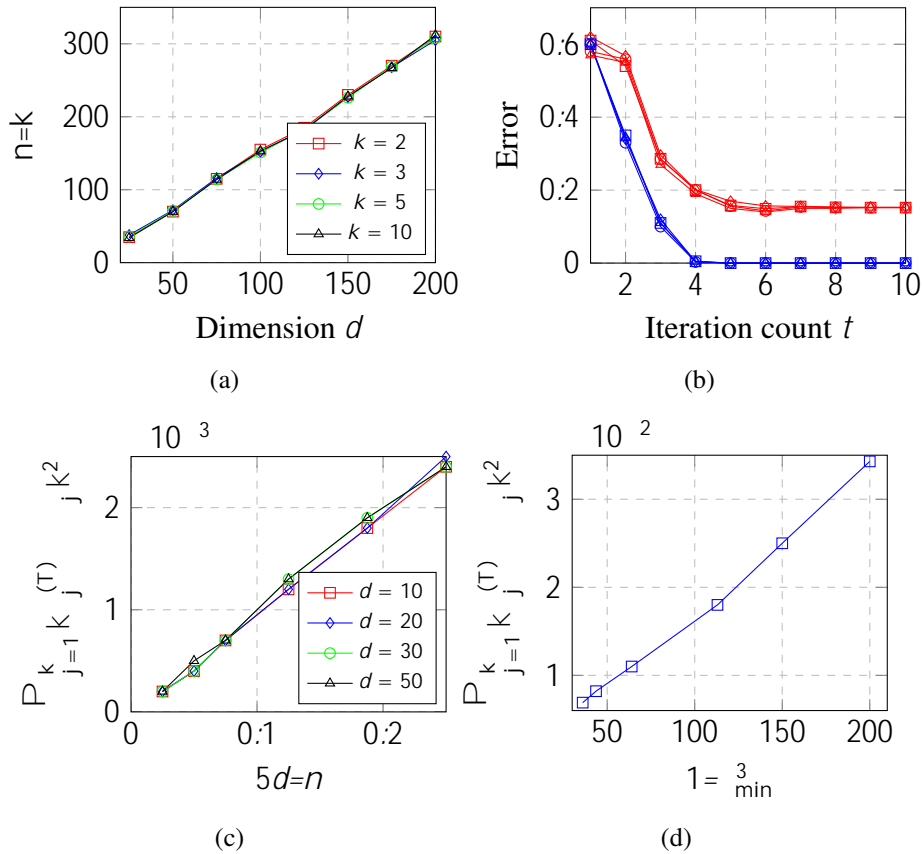 300
200
100
0
50
100
150
200
n=k
Dimension d
k = 2
k = 3
k = 5
k = 10
(a)
0:6
0:4
0:2
0
2
4
6
8
10
Error
Iteration count t
(b)
10 3
2
1
0
0
0:1
0:2
P k j=1 k j (T) j k2
5d=n
d = 10
d = 20
d = 30
d = 50
(c)
10 2
3
2
1
50
100
150
200
P k j=1 k j (T) j k2
1= 3 min
(d)